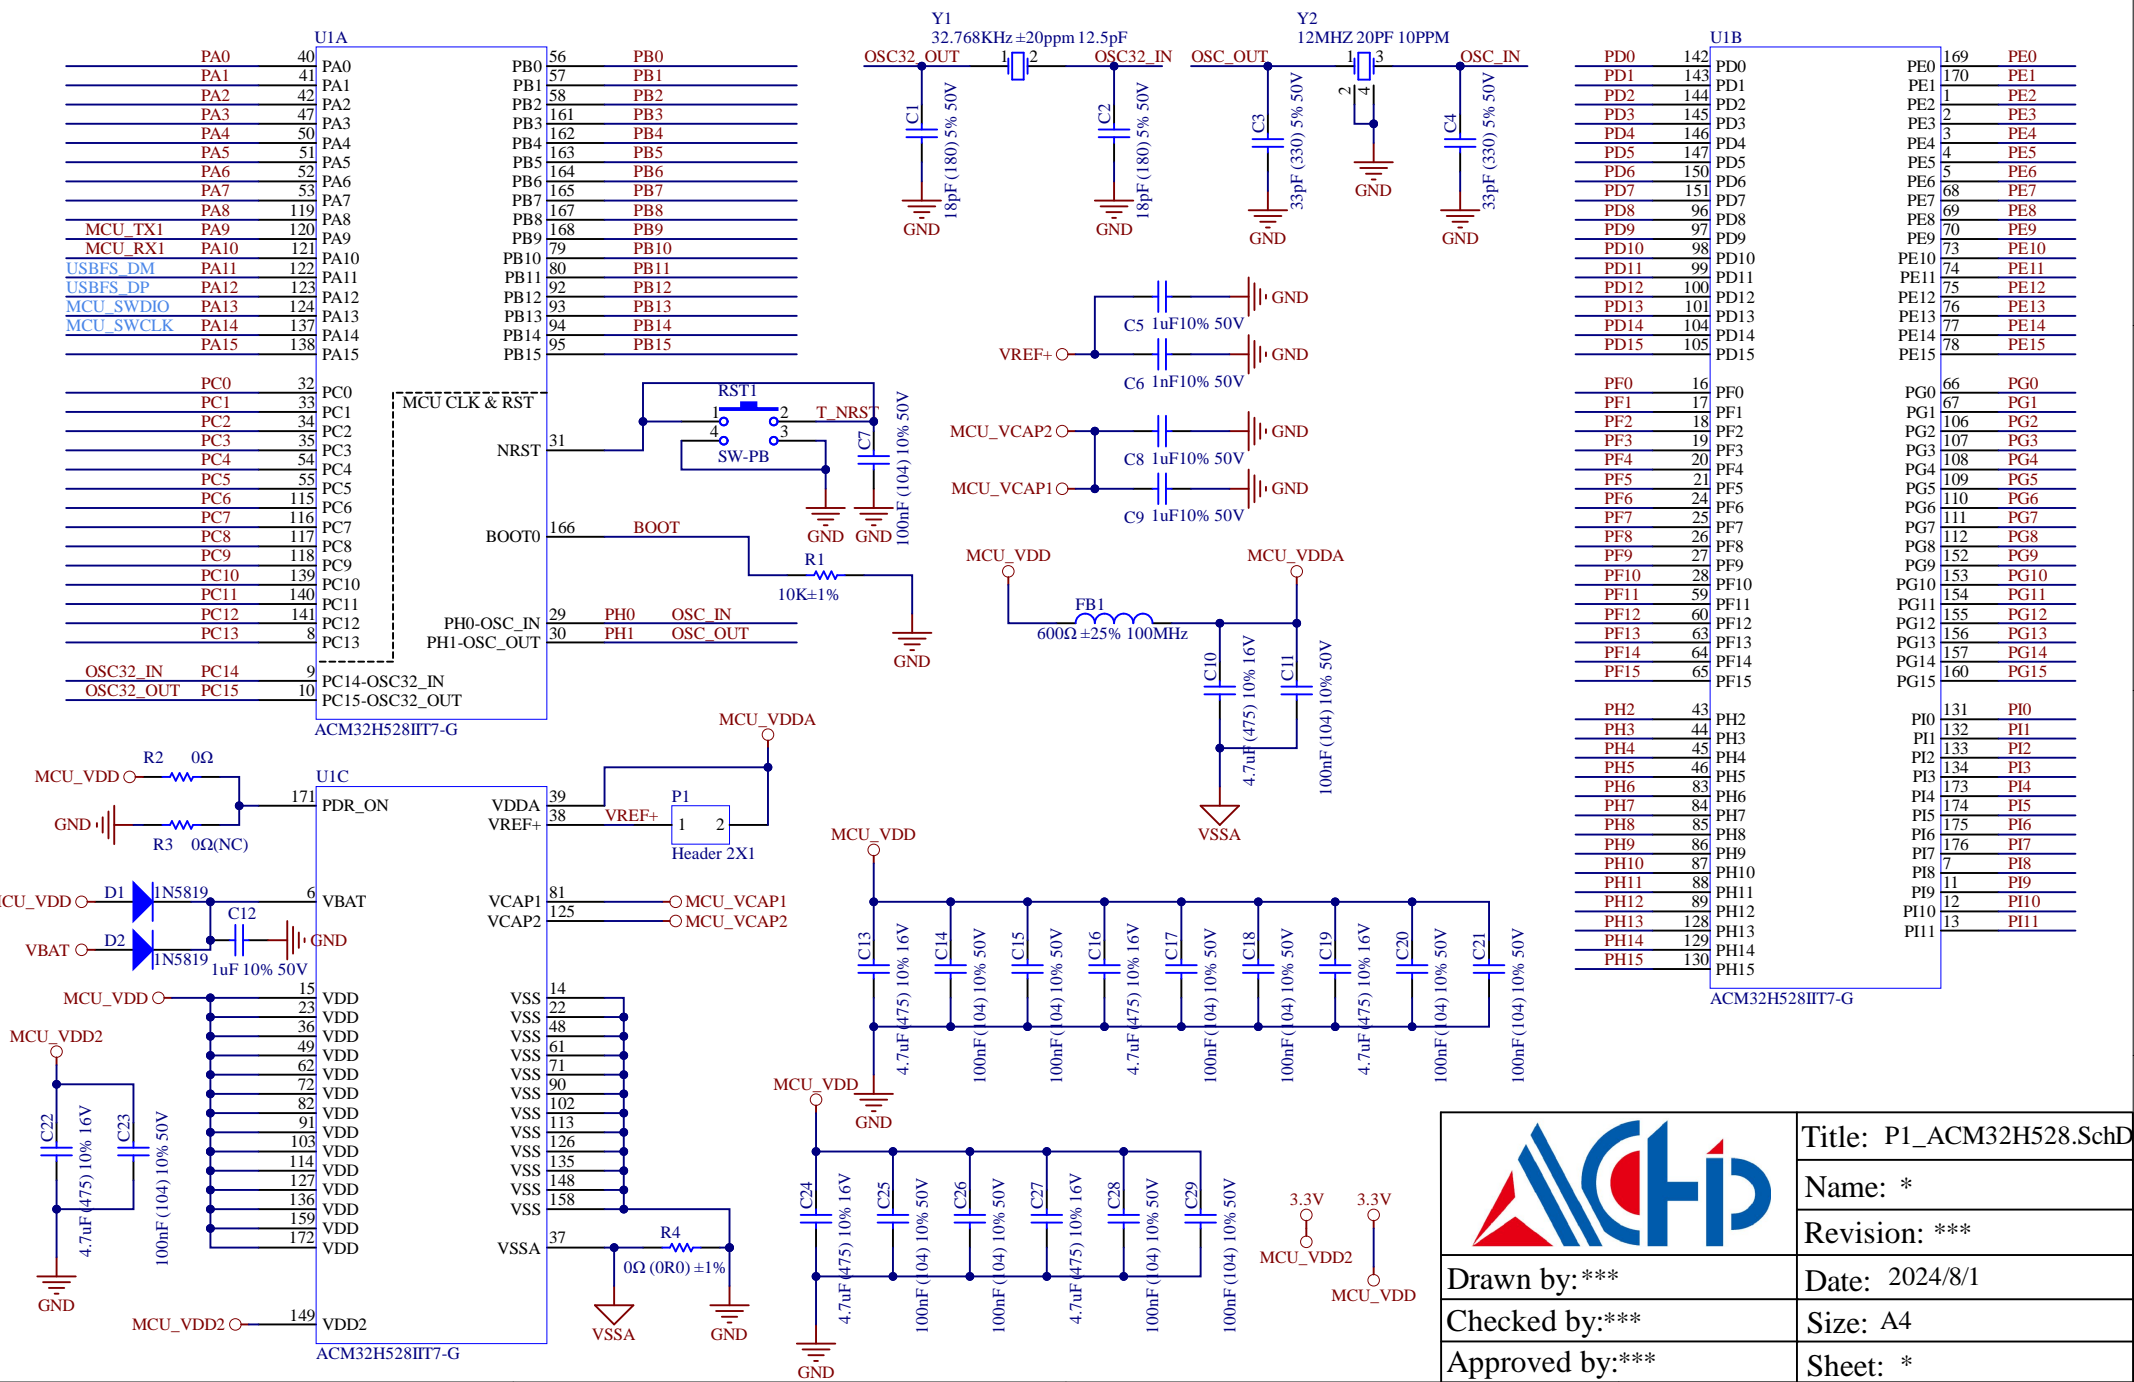 U1A
PA0 40 PA0
PA1 41 PA1
PA2 42 PA2
PA3 47 PA3
PA4 50 PA4
PA5 51 PA5
PA6 52 PA6
PA7 53 PA7
PA8 119 PA8
MCU_TX1 PA9 120 PA9
MCU_RX1 PA10 121 PA10
USBFS_DM PA11 122 PA11
USBFS_DP PA12 123 PA12
MCU_SWDIO PA13 124 PA13
MCU_SWCLK PA14 137 PA14
PA15 138 PA15
PC0 32 PC0
PC1 33 PC1
PC2 34 PC2
PC3 35 PC3
PC4 54 PC4
PC5 55 PC5
PC6 115 PC6
PC7 116 PC7
PC8 117 PC8
PC9 118 PC9
PC10 139 PC10
PC11 140 PC11
PC12 141 PC12
PC13 8 PC13
OSC32_IN PC14 9 PC14-OSC32_IN
OSC32_OUT PC15 10 PC15-OSC32_OUT
PB0 56 PB0
PB1 57 PB1
PB2 58 PB2
PB3 161 PB3
PB4 162 PB4
PB5 163 PB5
PB6 164 PB6
PB7 165 PB7
PB8 167 PB8
PB9 168 PB9
PB10 79 PB10
PB11 80 PB11
PB12 92 PB12
PB13 93 PB13
PB14 94 PB14
PB15 95 PB15
MCU CLK & RST
NRST 31
BOOT0 166 BOOT
PH0-OSC_IN 29 PH0 OSC_IN
PH1-OSC_OUT 30 PH1 OSC_OUT
ACM32H528IIT7-G
RST1
1 2 T_NRST
4 3
SW-PB
C7
100nF (104) 10% 50V
GND GND
R1
10K±1%
GND
Y1
32.768KHz ±20ppm 12.5pF
OSC32_OUT 1 2 OSC32_IN
C1
18pF (180) 5% 50V
C2
18pF (180) 5% 50V
GND GND
Y2
12MHZ 20PF 10PPM
OSC_OUT 1 3 OSC_IN
2 4
C3
33pF (330) 5% 50V
C4
33pF (330) 5% 50V
GND
GND GND
GND
C5 1uF10% 50V
VREF+ GND
C6 1nF10% 50V
MCU_VCAP2 GND
C8 1uF10% 50V
MCU_VCAP1 GND
C9 1uF10% 50V
MCU_VDD MCU_VDDA
FB1
600Ω ±25% 100MHz
C10
4.7uF (475) 10% 16V
C11
100nF (104) 10% 50V
VSSA
U1B
PD0 142 PD0
PD1 143 PD1
PD2 144 PD2
PD3 145 PD3
PD4 146 PD4
PD5 147 PD5
PD6 150 PD6
PD7 151 PD7
PD8 96 PD8
PD9 97 PD9
PD10 98 PD10
PD11 99 PD11
PD12 100 PD12
PD13 101 PD13
PD14 104 PD14
PD15 105 PD15
PF0 16 PF0
PF1 17 PF1
PF2 18 PF2
PF3 19 PF3
PF4 20 PF4
PF5 21 PF5
PF6 24 PF6
PF7 25 PF7
PF8 26 PF8
PF9 27 PF9
PF10 28 PF10
PF11 59 PF11
PF12 60 PF12
PF13 63 PF13
PF14 64 PF14
PF15 65 PF15
PH2 43 PH2
PH3 44 PH3
PH4 45 PH4
PH5 46 PH5
PH6 83 PH6
PH7 84 PH7
PH8 85 PH8
PH9 86 PH9
PH10 87 PH10
PH11 88 PH11
PH12 89 PH12
PH13 128 PH13
PH14 129 PH14
PH15 130 PH15
PE0 169 PE0
PE1 170 PE1
PE2 1 PE2
PE3 2 PE3
PE4 3 PE4
PE5 4 PE5
PE6 5 PE6
PE7 68 PE7
PE8 69 PE8
PE9 70 PE9
PE10 73 PE10
PE11 74 PE11
PE12 75 PE12
PE13 76 PE13
PE14 77 PE14
PE15 78 PE15
PG0 66 PG0
PG1 67 PG1
PG2 106 PG2
PG3 107 PG3
PG4 108 PG4
PG5 109 PG5
PG6 110 PG6
PG7 111 PG7
PG8 112 PG8
PG9 152 PG9
PG10 153 PG10
PG11 154 PG11
PG12 155 PG12
PG13 156 PG13
PG14 157 PG14
PG15 160 PG15
PI0 131 PI0
PI1 132 PI1
PI2 133 PI2
PI3 134 PI3
PI4 173 PI4
PI5 174 PI5
PI6 175 PI6
PI7 176 PI7
PI8 7 PI8
PI9 11 PI9
PI10 12 PI10
PI11 13 PI11
ACM32H528IIT7-G
R2 0Ω
MCU_VDD
GND
R3 0Ω(NC)
CU_VDD D1 1N5819
C12
GND
VBAT D2 1N5819
1uF 10% 50V
MCU_VDD
MCU_VDD2
C22
4.7uF (475) 10% 16V
C23
100nF (104) 10% 50V
GND
MCU_VDD2
U1C
171 PDR_ON
6 VBAT
15 VDD
23 VDD
36 VDD
49 VDD
62 VDD
72 VDD
82 VDD
91 VDD
103 VDD
114 VDD
127 VDD
136 VDD
159 VDD
172 VDD
149 VDD2
VDDA 39
VREF+ 38 VREF+
VCAP1 81 MCU_VCAP1
VCAP2 125 MCU_VCAP2
VSS 14
VSS 22
VSS 48
VSS 61
VSS 71
VSS 90
VSS 102
VSS 113
VSS 126
VSS 135
VSS 148
VSS 158
VSSA 37
ACM32H528IIT7-G
MCU_VDDA
P1
1 2
Header 2X1
R4
0Ω (0R0) ±1%
VSSA GND
MCU_VDD
C13
4.7uF (475) 10% 16V
C14
100nF (104) 10% 50V
C15
100nF (104) 10% 50V
C16
4.7uF (475) 10% 16V
C17
100nF (104) 10% 50V
C18
100nF (104) 10% 50V
C19
4.7uF (475) 10% 16V
C20
100nF (104) 10% 50V
C21
100nF (104) 10% 50V
GND
MCU_VDD
C24
4.7uF (475) 10% 16V
C25
100nF (104) 10% 50V
C26
100nF (104) 10% 50V
C27
4.7uF (475) 10% 16V
C28
100nF (104) 10% 50V
C29
100nF (104) 10% 50V
GND
3.3V 3.3V
MCU_VDD2
MCU_VDD
ACHIP
Title: P1_ACM32H528.SchD
Name: *
Revision: ***
Drawn by:*** Date: 2024/8/1
Checked by:*** Size: A4
Approved by:*** Sheet: *